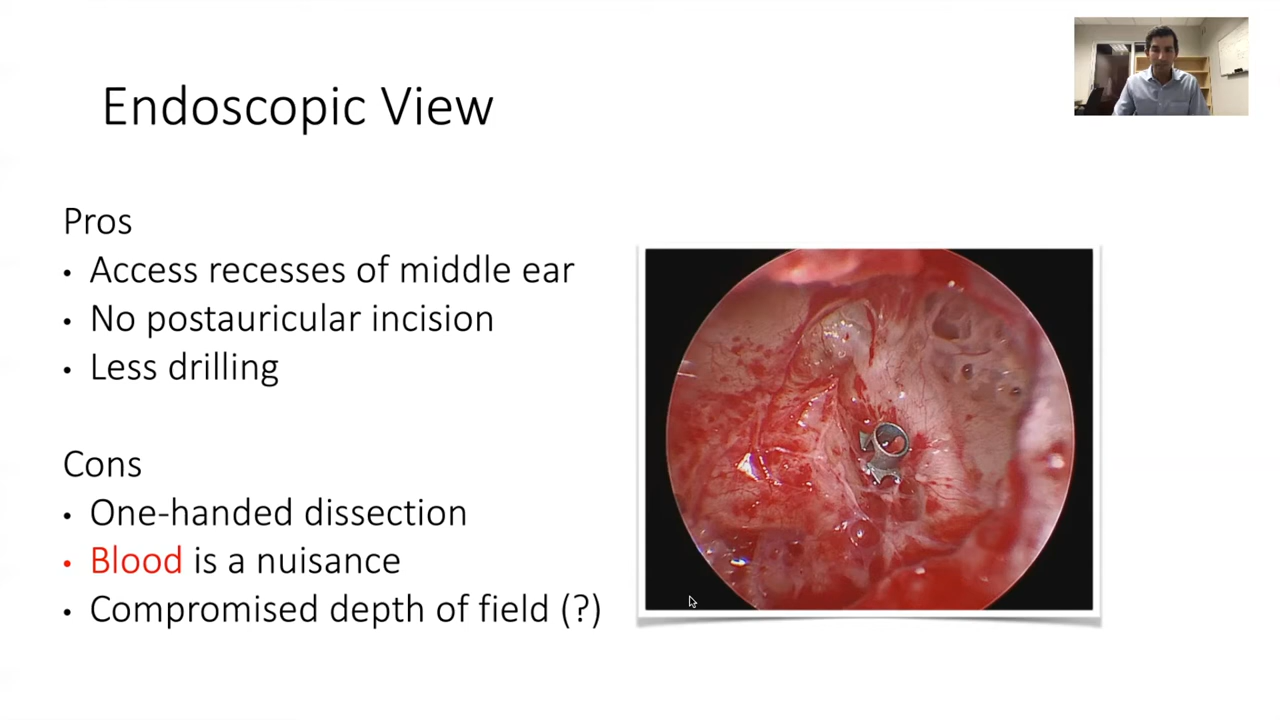 Endoscopic View
Pros
• Access recesses of middle ear
• No postauricular incision
• Less drilling
Cons
• One-handed dissection
• Blood is a nuisance
• Compromised depth of field (?)